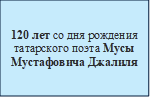 120 лет со дня рождения
татарского поэта Мусы
Мустафовича Джалиля